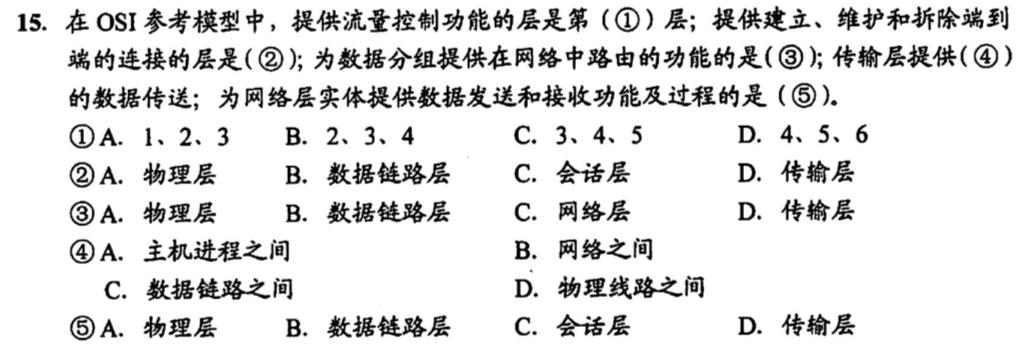 15. 在 OSI 参考模型中，提供流量控制功能的层是第（①）层；提供建立、维护和拆除端到
端的连接的层是(②)；为数据分组提供在网络中路由的功能的是(③)；传输层提供(④)
的数据传送；为网络层实体提供数据发送和接收功能及过程的是（⑤）。
①A. 1、2、3 B. 2、3、4 C. 3、4、5 D. 4、5、6
②A. 物理层 B. 数据链路层 C. 会话层 D. 传输层
③A. 物理层 B. 数据链路层 C. 网络层 D. 传输层
④A. 主机进程之间 B. 网络之间
C. 数据链路之间 D. 物理线路之间
⑤A. 物理层 B. 数据链路层 C. 会话层 D. 传输层